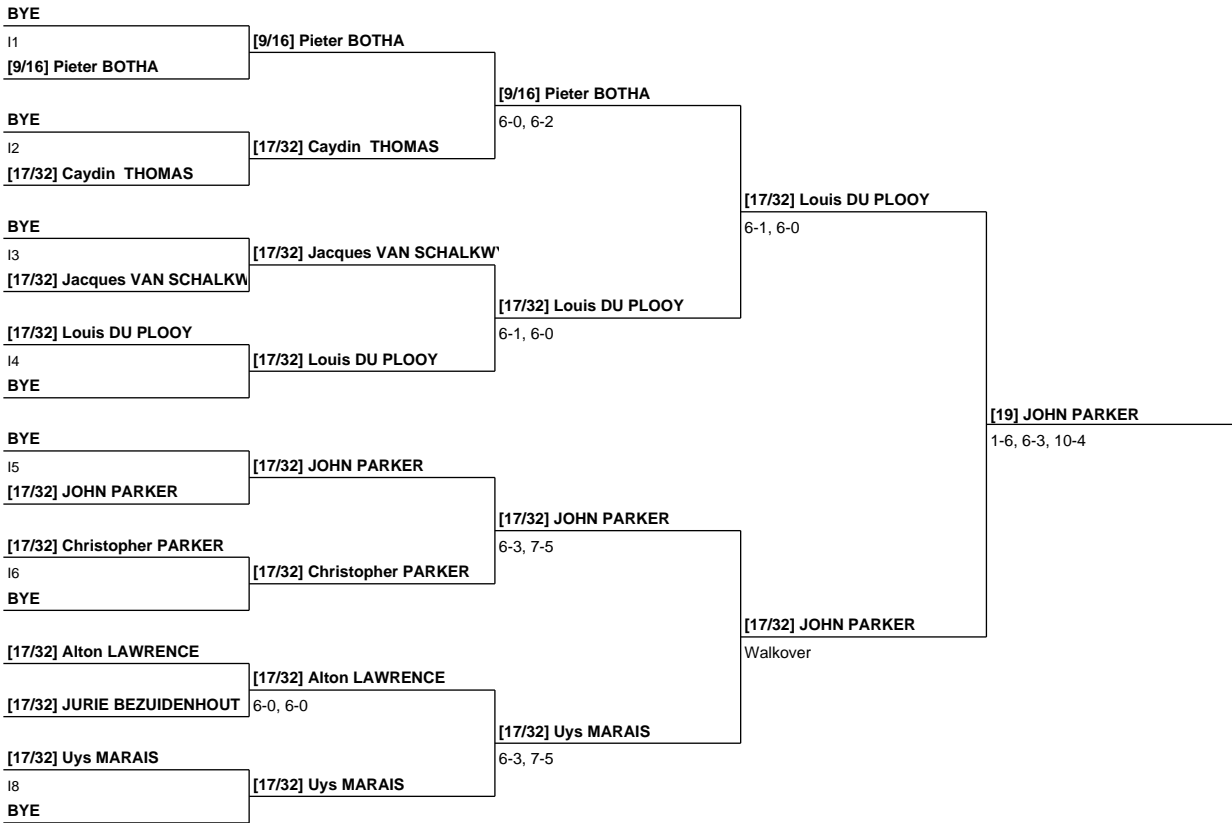 BYE
I1
[9/16] Pieter BOTHA
BYE
I2
[17/32] Caydin  THOMAS
BYE
I3
[17/32] Jacques VAN SCHALKW
[17/32] Louis DU PLOOY
I4
BYE
BYE
I5
[17/32] JOHN PARKER
[17/32] Christopher PARKER
I6
BYE
[17/32] Alton LAWRENCE
[17/32] JURIE BEZUIDENHOUT
[17/32] Uys MARAIS
I8
BYE
[9/16] Pieter BOTHA
[17/32] Caydin  THOMAS
[17/32] Jacques VAN SCHALKW
[17/32] Louis DU PLOOY
[17/32] JOHN PARKER
[17/32] Christopher PARKER
[17/32] Alton LAWRENCE
6-0, 6-0
[17/32] Uys MARAIS
[9/16] Pieter BOTHA
6-0, 6-2
[17/32] Louis DU PLOOY
6-1, 6-0
[17/32] JOHN PARKER
6-3, 7-5
[17/32] Uys MARAIS
6-3, 7-5
[17/32] Louis DU PLOOY
6-1, 6-0
[17/32] JOHN PARKER
Walkover
[19] JOHN PARKER
1-6, 6-3, 10-4